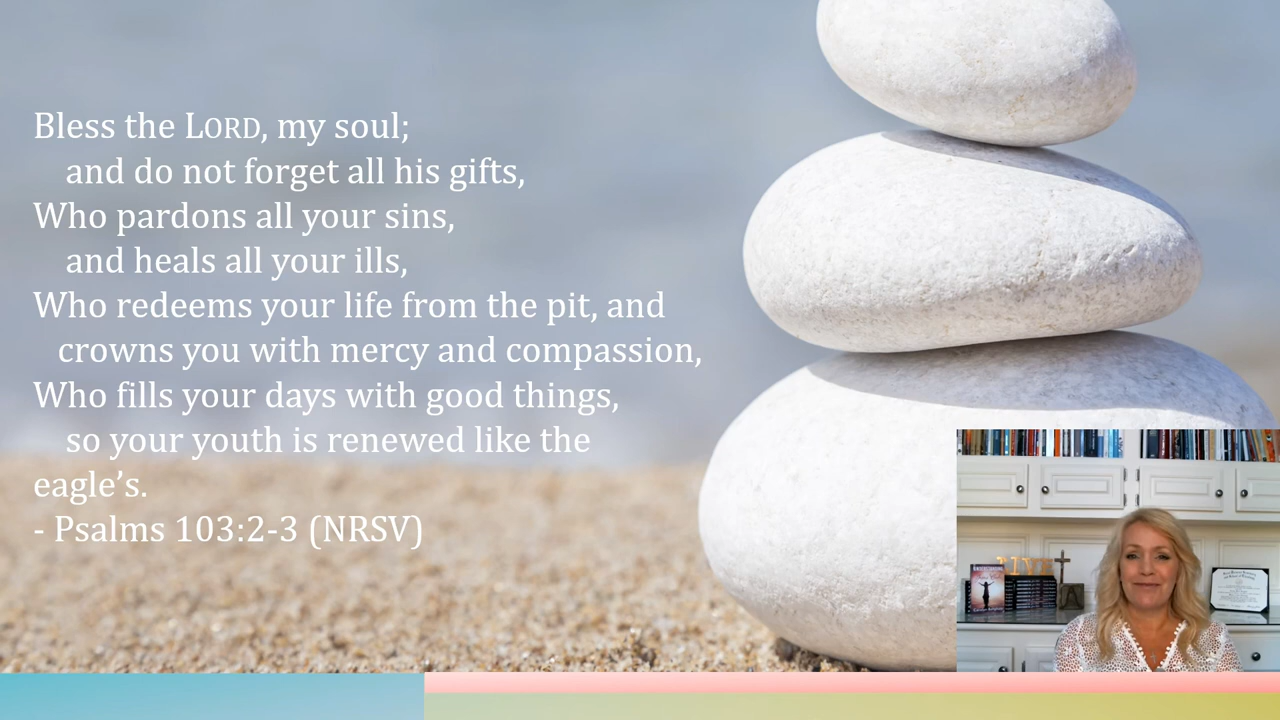 Bless the LORD, my soul;
and do not forget all his gifts,
Who pardons all your sins,
and heals all your ills,
Who redeems your life from the pit, and
crowns you with mercy and compassion,
Who fills your days with good things,
so your youth is renewed like the
eagle’s.
- Psalms 103:2-3 (NRSV)